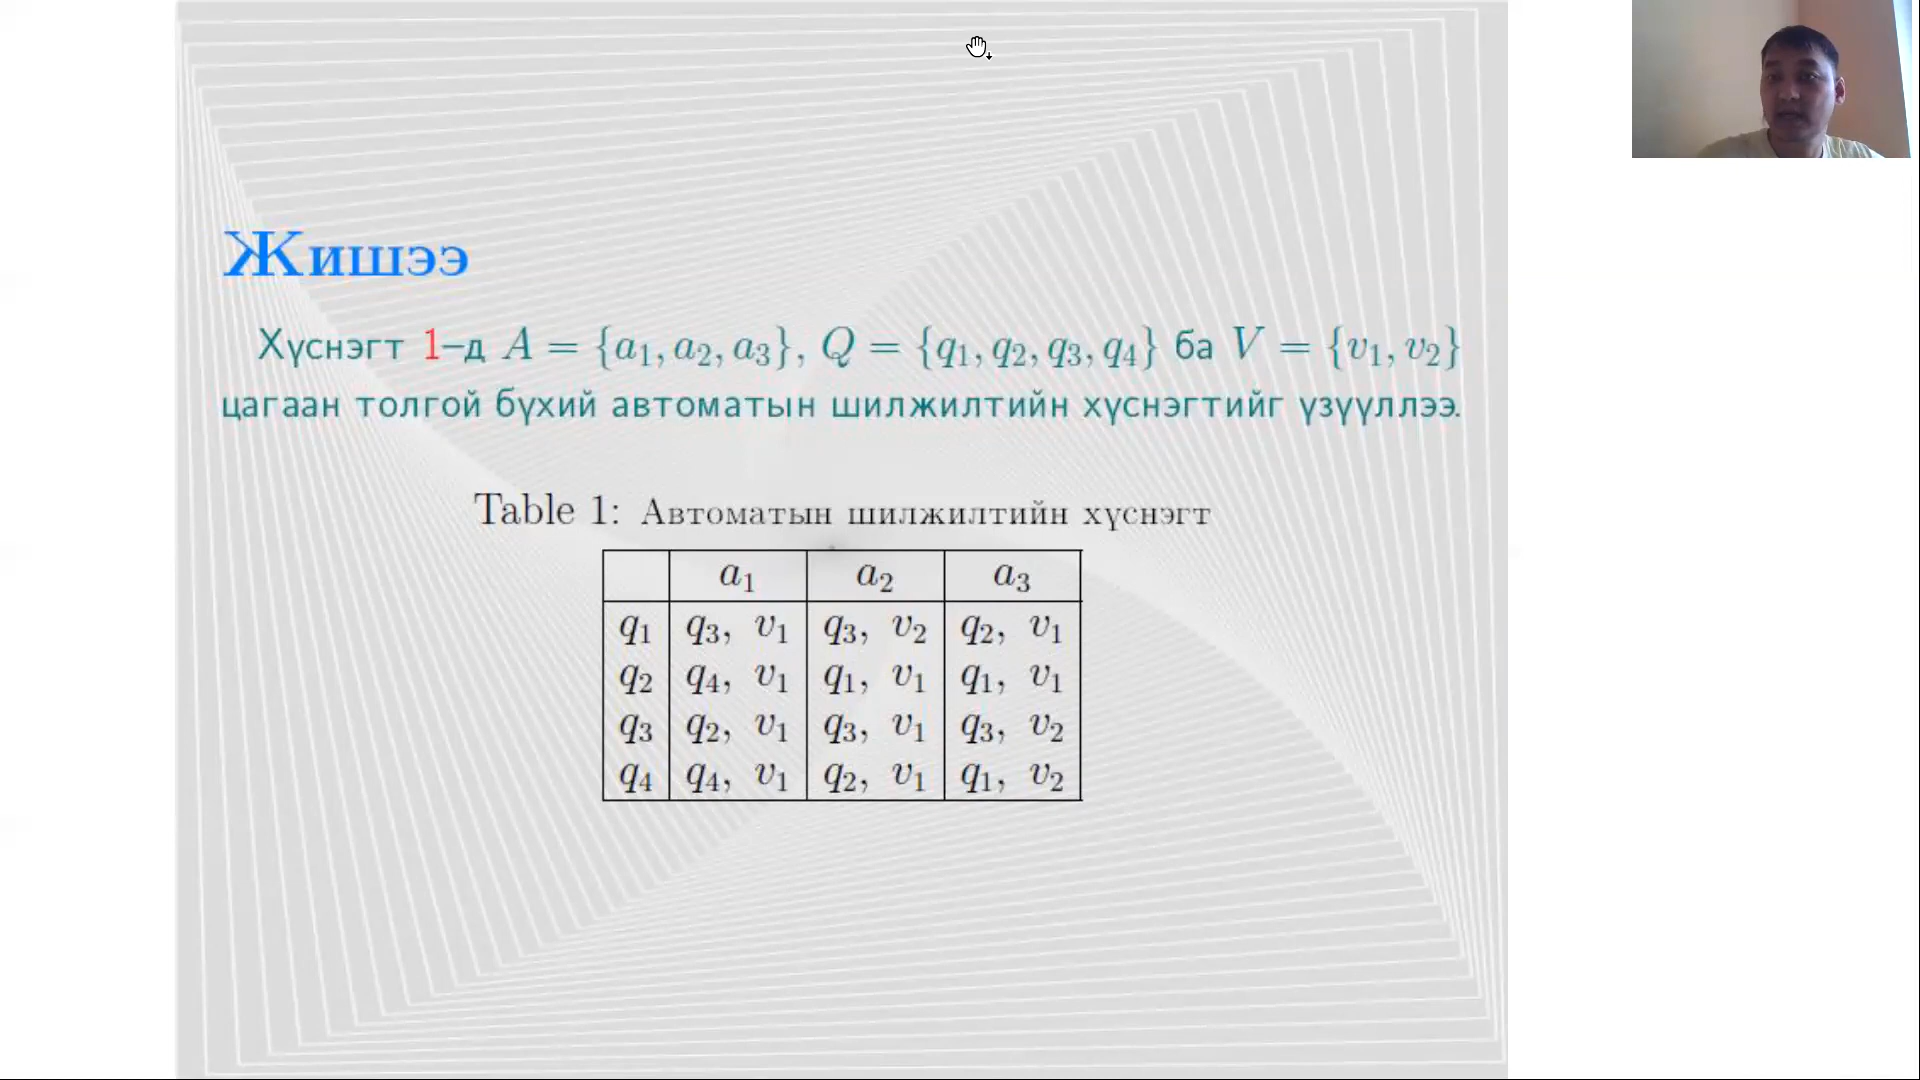 Жишээ
Хүснэгт 1–д A = {a₁, a₂, a₃}, Q = {q₁, q₂, q₃, q₄} ба V = {v₁, v₂}
цагаан толгой бүхий автоматын шилжилтийн хүснэгтийг үзүүллээ.
Table 1: Автоматын шилжилтийн хүснэгт
a₁ a₂ a₃
q₁ q₃, v₁ q₃, v₂ q₂, v₁
q₂ q₄, v₁ q₁, v₁ q₁, v₁
q₃ q₂, v₁ q₃, v₁ q₃, v₂
q₄ q₄, v₁ q₂, v₁ q₁, v₂